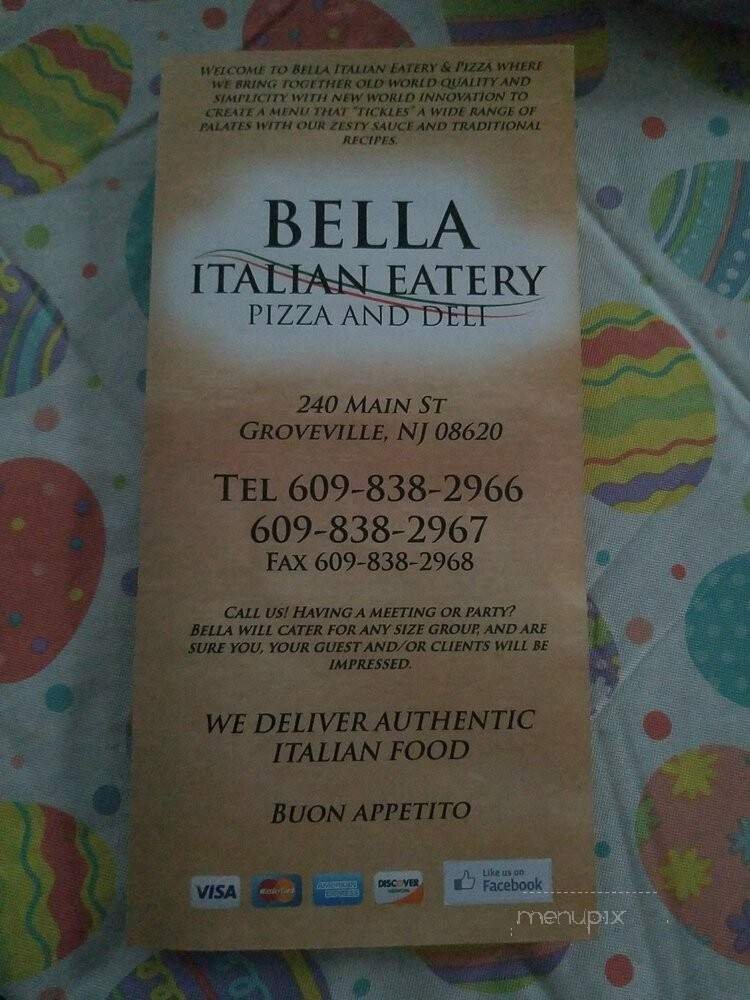 WELCOME TO BELLA ITALIAN EATERY & PIZZA WHERE
WE BRING TOGETHER OLD WORLD QUALITY AND
SIMPLICITY WITH NEW WORLD INNOVATION TO
CREATE A MENU THAT "TICKLES" A WIDE RANGE OF
PALATES WITH OUR ZESTY SAUCE AND TRADITIONAL
RECIPES.
BELLA
ITALIAN EATERY
PIZZA AND DELI
240 MAIN ST
GROVEVILLE, NJ 08620
TEL 609-838-2966
609-838-2967
FAX 609-838-2968
CALL US! HAVING A MEETING OR PARTY?
BELLA WILL CATER FOR ANY SIZE GROUP, AND ARE
SURE YOU, YOUR GUEST AND/OR CLIENTS WILL BE
IMPRESSED.
WE DELIVER AUTHENTIC
ITALIAN FOOD
BUON APPETITO
VISA MasterCard AMERICAN EXPRESS DISCOVER NETWORK Like us on Facebook
menupix